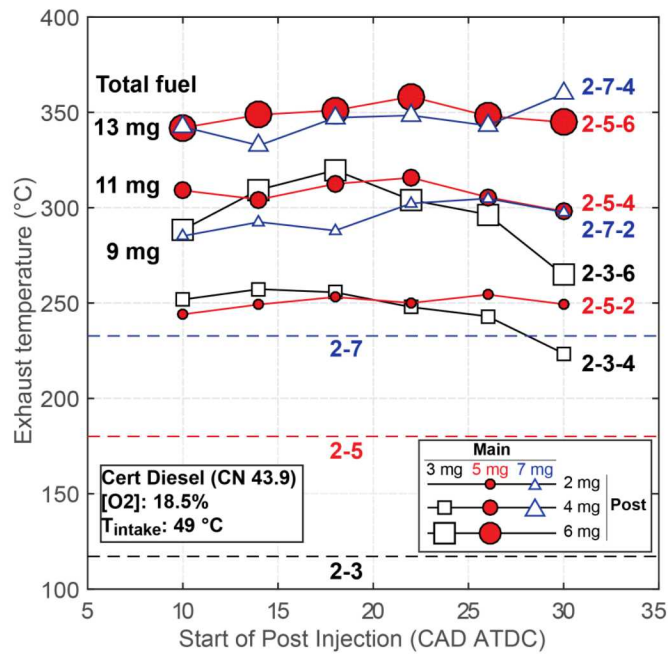 400
350
300
250
200
150
100
Exhaust temperature (°C)
Total fuel
13 mg
11 mg
9 mg
2-7-4
2-5-6
2-5-4
2-7-2
2-3-6
2-5-2
2-3-4
2-7
2-5
2-3
Cert Diesel (CN 43.9)
[O2]: 18.5%
Tintake: 49 °C
Main
3 mg 5 mg 7 mg
2 mg
4 mg Post
6 mg
5 10 15 20 25 30 35
Start of Post Injection (CAD ATDC)